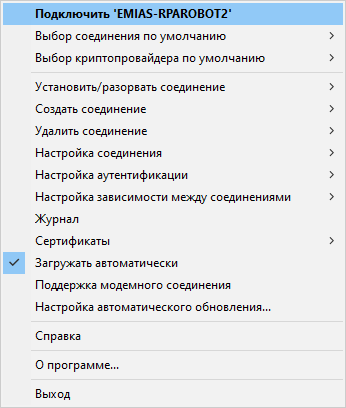 Подключить 'EMIAS-RPAROBOT2'
Выбор соединения по умолчанию
Выбор криптопровайдера по умолчанию
Установить/разорвать соединение
Создать соединение
Удалить соединение
Настройка соединения
Настройка аутентификации
Настройка зависимости между соединениями
Журнал
Сертификаты
Загружать автоматически
Поддержка модемного соединения
Настройка автоматического обновления...
Справка
О программе...
Выход